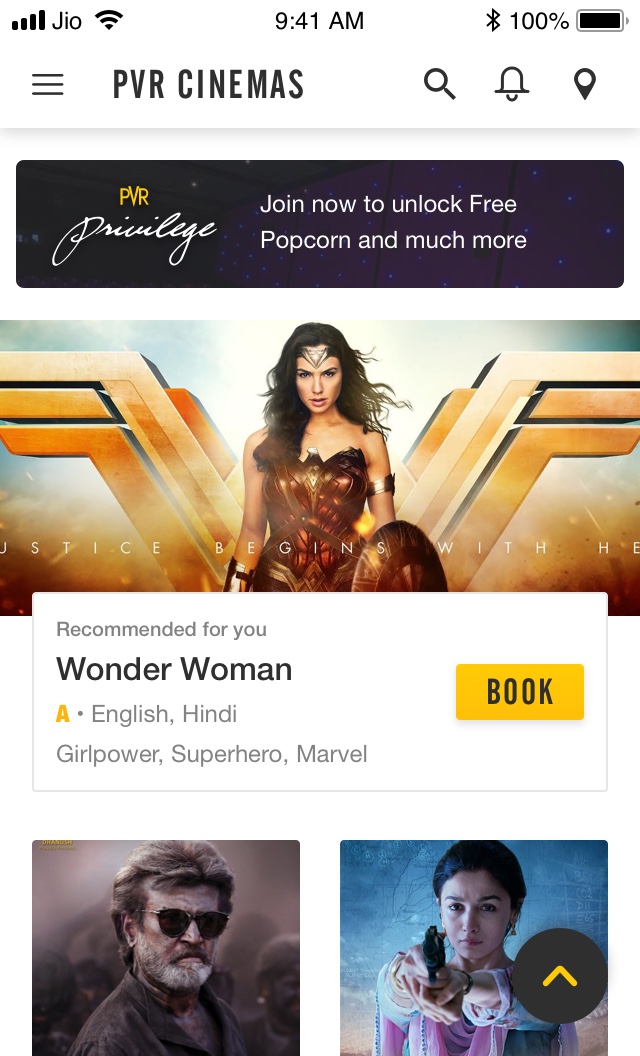 Jio 9:41 AM 100%
PVR CINEMAS
PVR
privilege
Join now to unlock Free
Popcorn and much more
USTICE BEGINS WITH HE
Recommended for you
Wonder Woman
A • English, Hindi
Girlpower, Superhero, Marvel
BOOK
DHANUSH